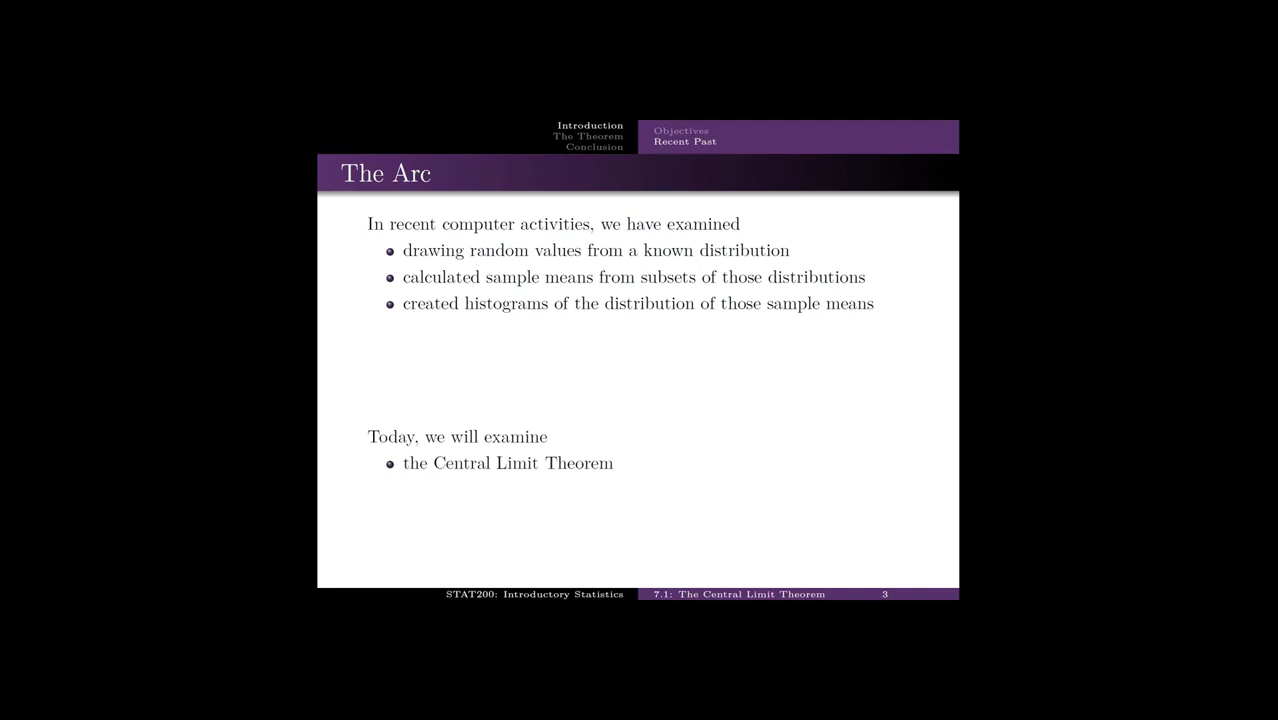 Introduction
The Theorem
Conclusion
Objectives
Recent Past
The Arc
In recent computer activities, we have examined
drawing random values from a known distribution
calculated sample means from subsets of those distributions
created histograms of the distribution of those sample means
Today, we will examine
the Central Limit Theorem
STAT200: Introductory Statistics
7.1: The Central Limit Theorem
3